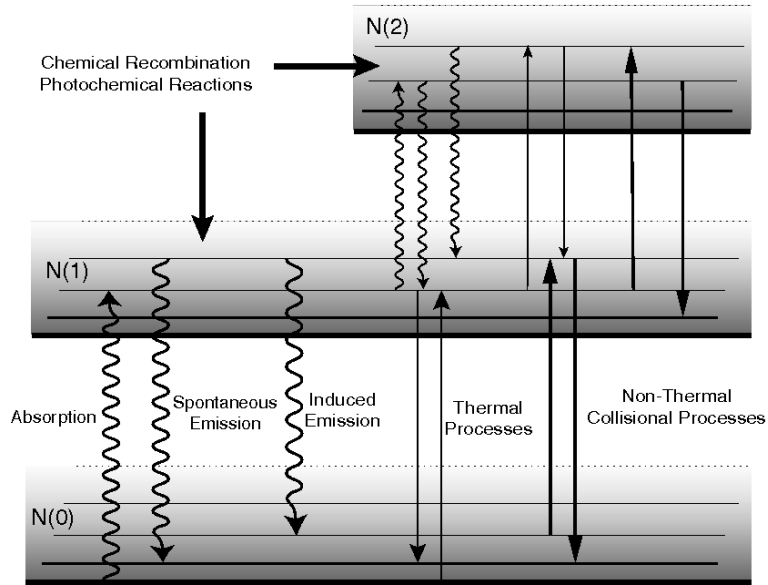 N(2)
Chemical Recombination
Photochemical Reactions
N(1)
Absorption
Spontaneous
Emission
Induced
Emission
Thermal
Processes
Non-Thermal
Collisional Processes
N(0)